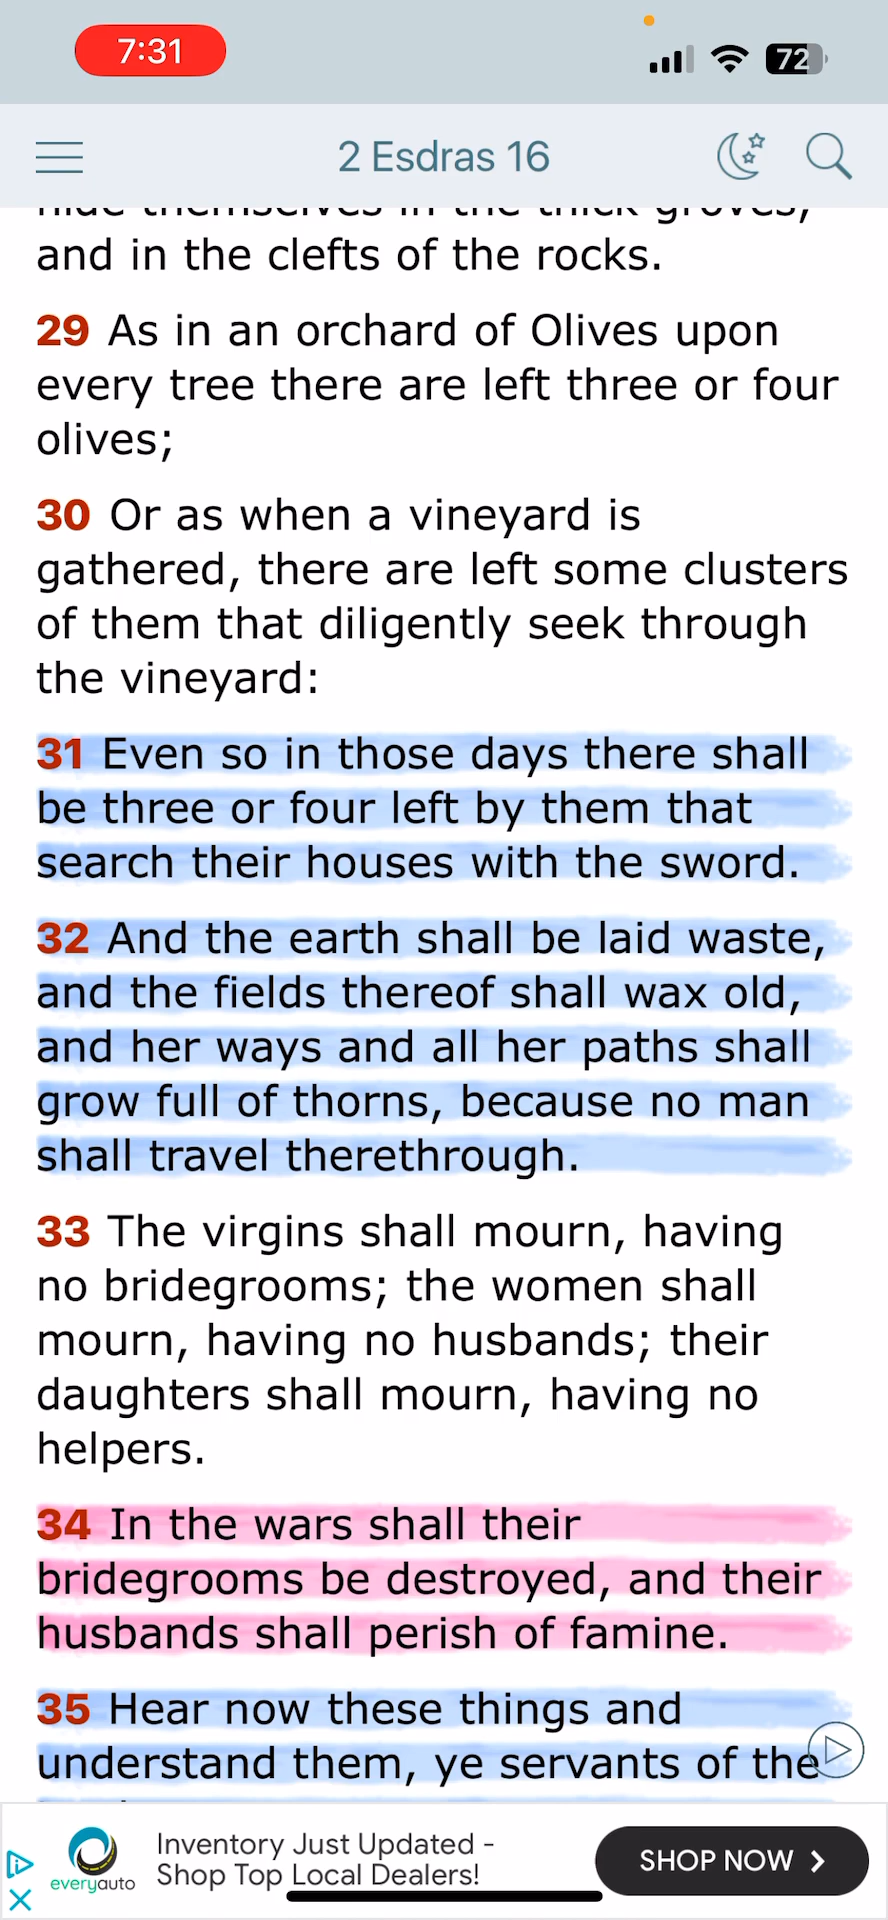 7:31
72
2 Esdras 16
hide themselves in the thick groves,
and in the clefts of the rocks.
29 As in an orchard of Olives upon
every tree there are left three or four
olives;
30 Or as when a vineyard is
gathered, there are left some clusters
of them that diligently seek through
the vineyard:
31 Even so in those days there shall
be three or four left by them that
search their houses with the sword.
32 And the earth shall be laid waste,
and the fields thereof shall wax old,
and her ways and all her paths shall
grow full of thorns, because no man
shall travel therethrough.
33 The virgins shall mourn, having
no bridegrooms; the women shall
mourn, having no husbands; their
daughters shall mourn, having no
helpers.
34 In the wars shall their
bridegrooms be destroyed, and their
husbands shall perish of famine.
35 Hear now these things and
understand them, ye servants of the
Inventory Just Updated -
Shop Top Local Dealers!
everyauto
SHOP NOW